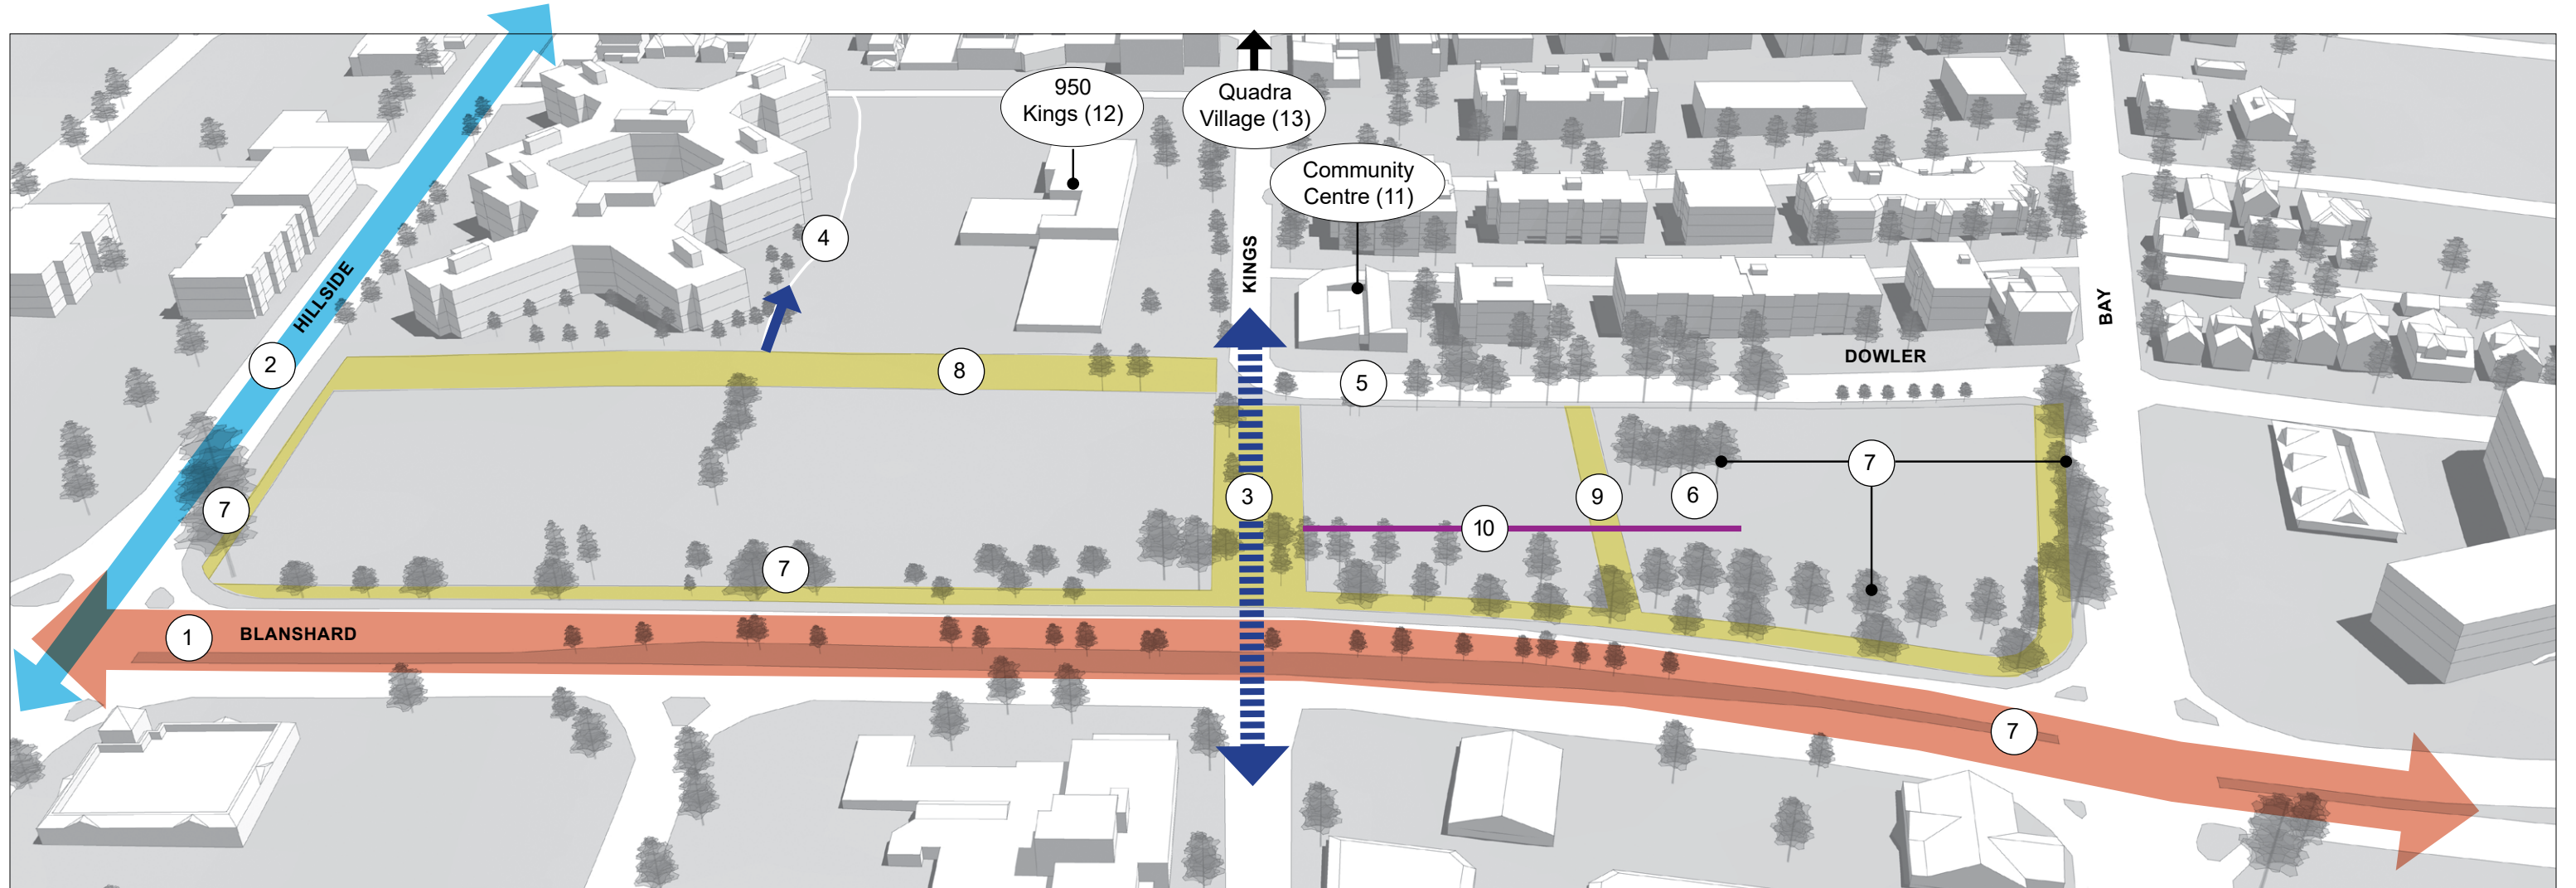 950
Kings (12)
Quadra
Village (13)
Community
Centre (11)
4
KINGS
HILLSIDE
BAY
2
8
5
DOWLER
7
3
9
6
7
10
7
1
BLANSHARD
7